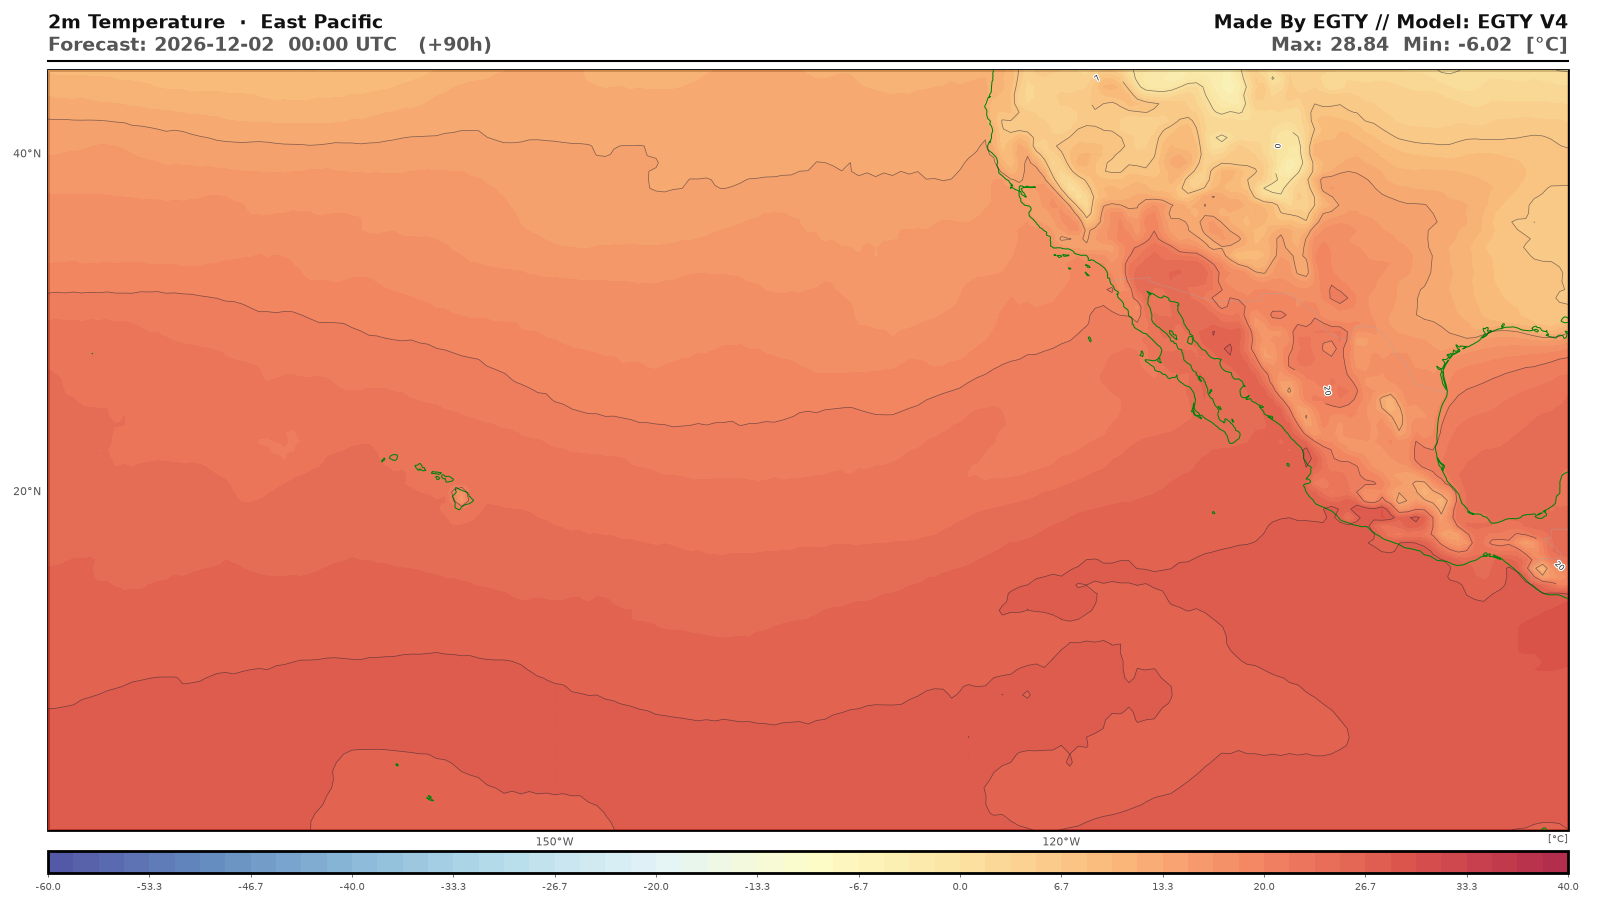 2m Temperature · East Pacific
Made By EGTY // Model: EGTY V4
Forecast: 2026-12-02 00:00 UTC (+90h)
Max: 28.84 Min: -6.02 [°C]
7
0
40°N
20
20°N
20
150°W
120°W
[°C]
-60.0 -53.3 -46.7 -40.0 -33.3 -26.7 -20.0 -13.3 -6.7 0.0 6.7 13.3 20.0 26.7 33.3 40.0